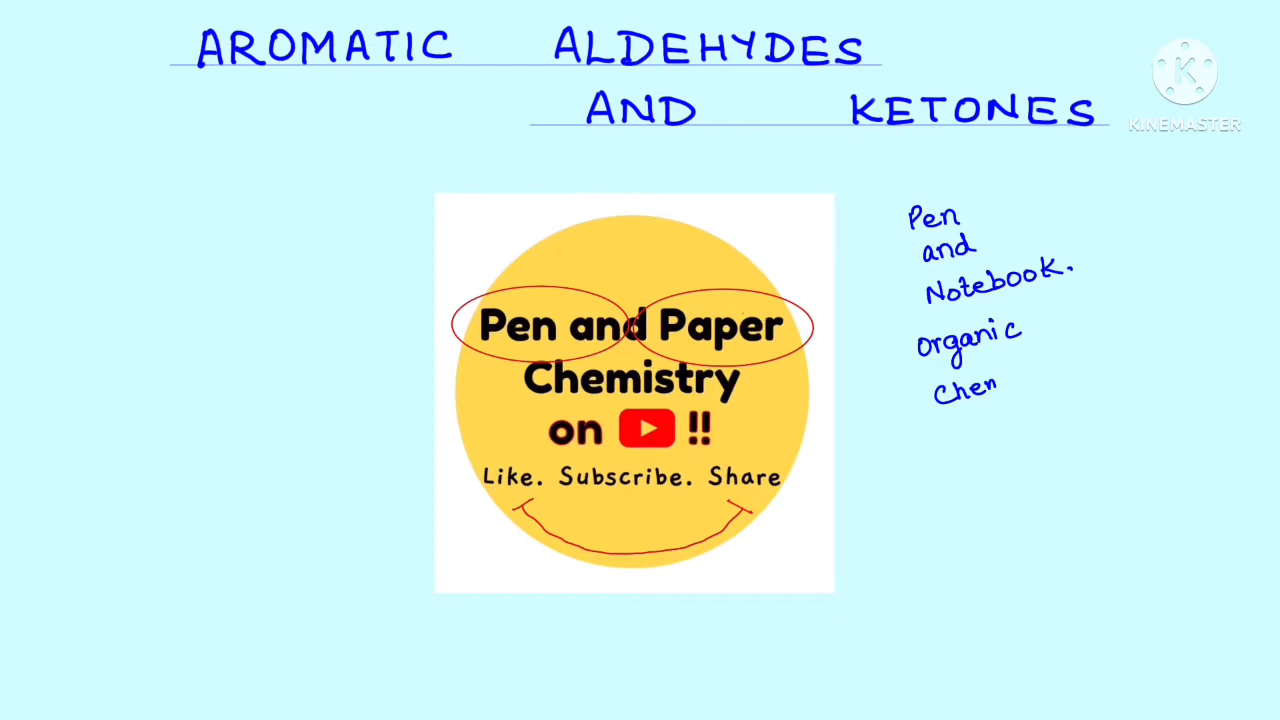 AROMATIC ALDEHYDES
AND KETONES
KINEMASTER
Pen and Paper
Chemistry
on !!
Like. Subscribe. Share
Pen
and
Notebook.
organic
Chem